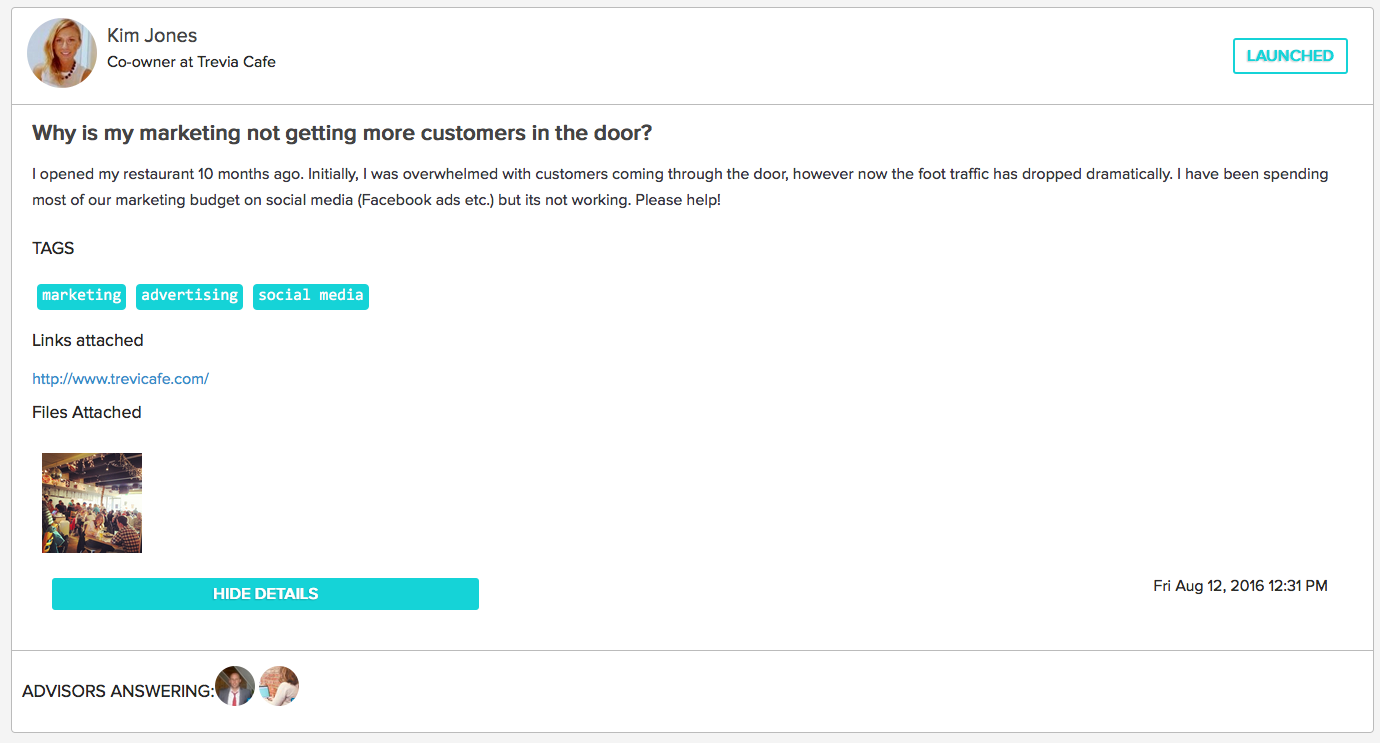 Kim Jones
Co-owner at Trevia Cafe
LAUNCHED
Why is my marketing not getting more customers in the door?
I opened my restaurant 10 months ago. Initially, I was overwhelmed with customers coming through the door, however now the foot traffic has dropped dramatically. I have been spending
most of our marketing budget on social media (Facebook ads etc.) but its not working. Please help!
TAGS
marketing advertising social media
Links attached
http://www.trevicafe.com/
Files Attached
HIDE DETAILS
Fri Aug 12, 2016 12:31 PM
ADVISORS ANSWERING: